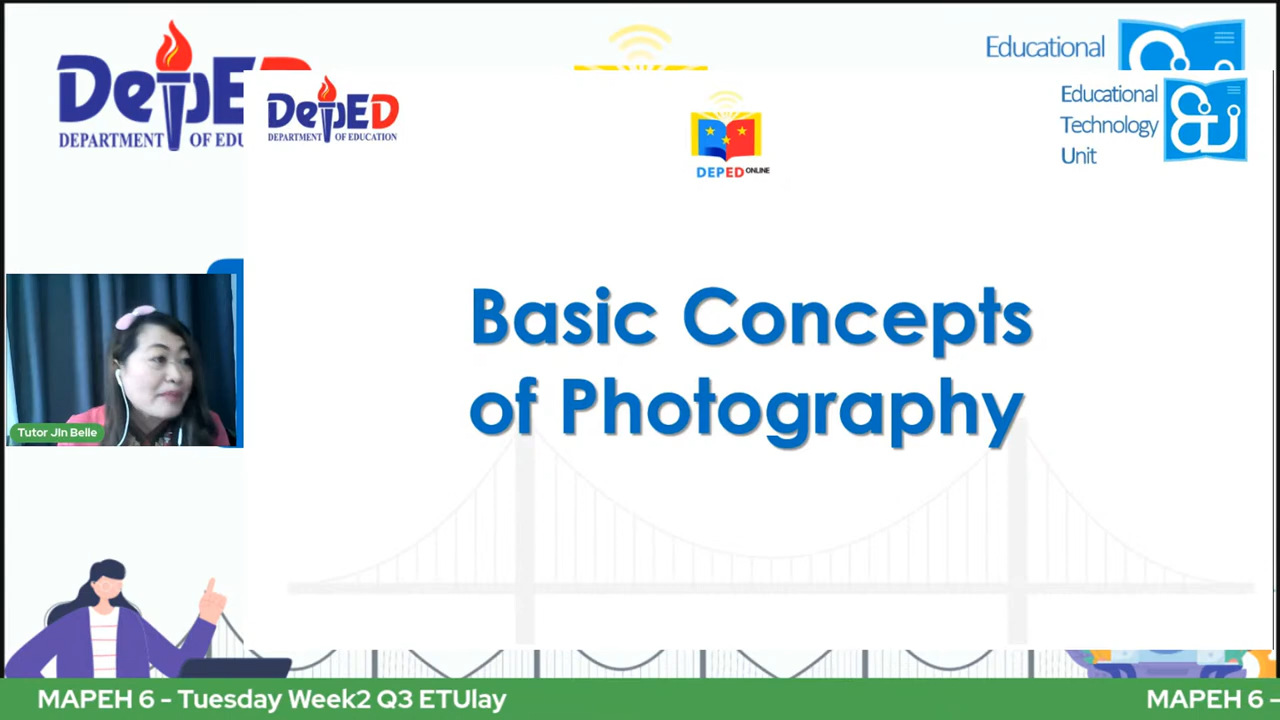 DepED
DEPARTMENT OF EDU
Educational
DepED
DEPARTMENT OF EDUCATION
DEPED ONLINE
Educational
Technology
Unit
Basic Concepts
of Photography
Tutor JIn Belle
MAPEH 6 - Tuesday Week2 Q3 ETUlay
MAPEH 6 -